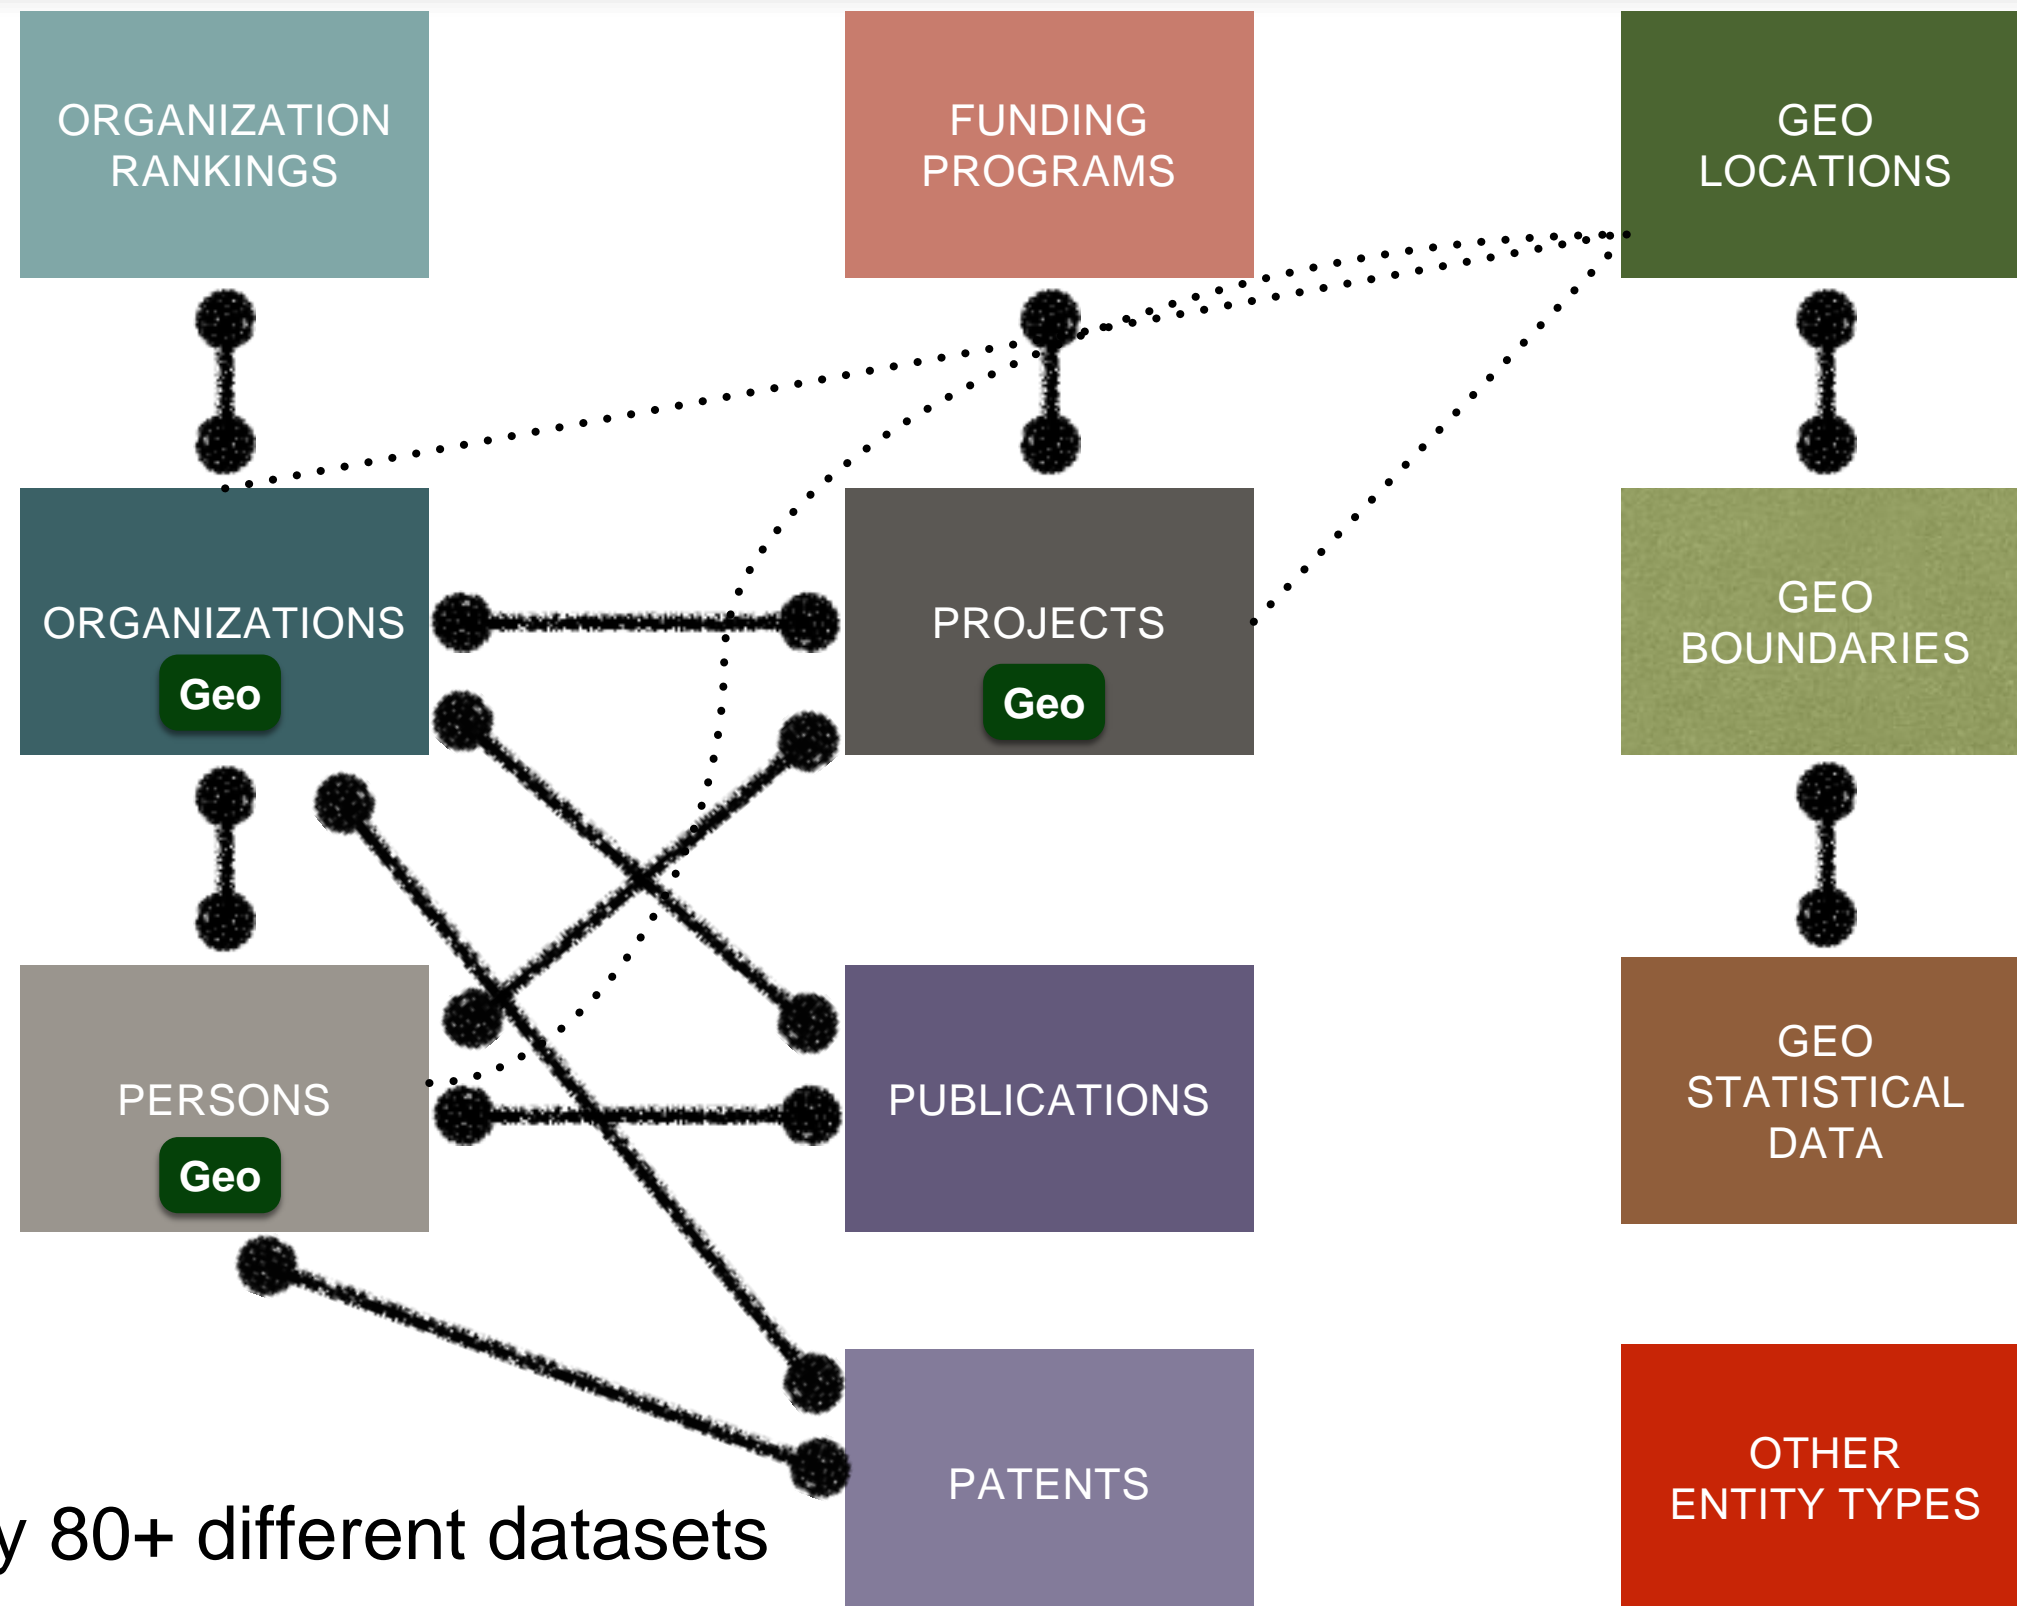 ORGANIZATION
RANKINGS
FUNDING
PROGRAMS
GEO
LOCATIONS
ORGANIZATIONS
Geo
PROJECTS
Geo
GEO
BOUNDARIES
PERSONS
Geo
PUBLICATIONS
GEO
STATISTICAL
DATA
PATENTS
OTHER
ENTITY TYPES
80+ different datasets